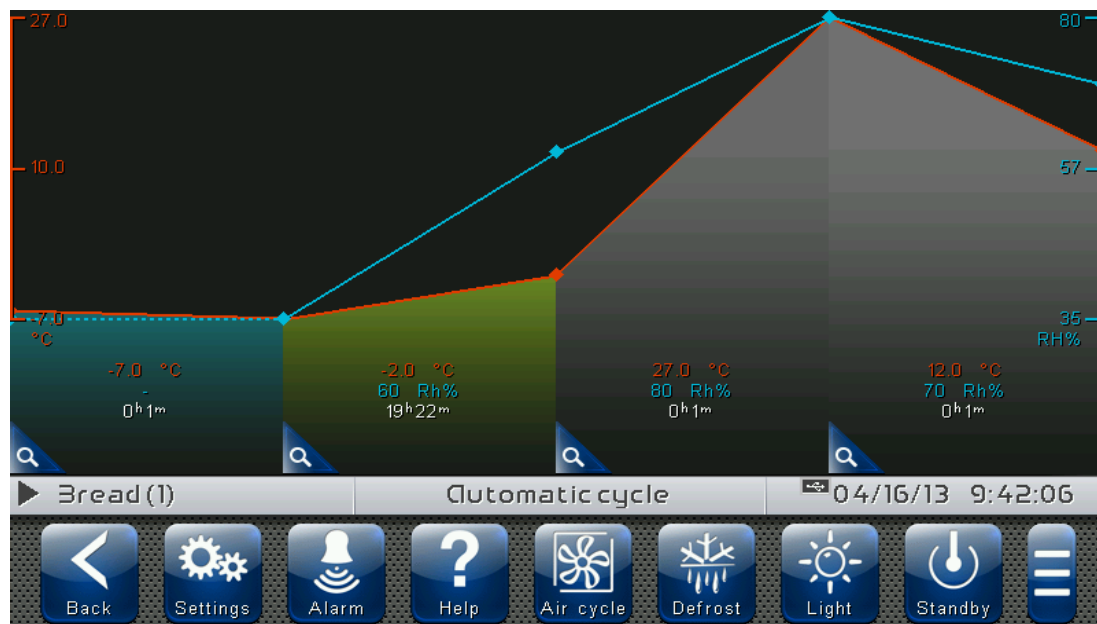 27.0
80
10.0
57
-7.0
35
°C
RH%
-7.0 °C
-
0h1m
-2.0 °C
60 Rh%
19h22m
27.0 °C
80 Rh%
0h1m
12.0 °C
70 Rh%
0h1m
Bread (1)
Automatic cycle
04/16/13 9:42:06
Back
Settings
Alarm
Help
Air cycle
Defrost
Light
Standby